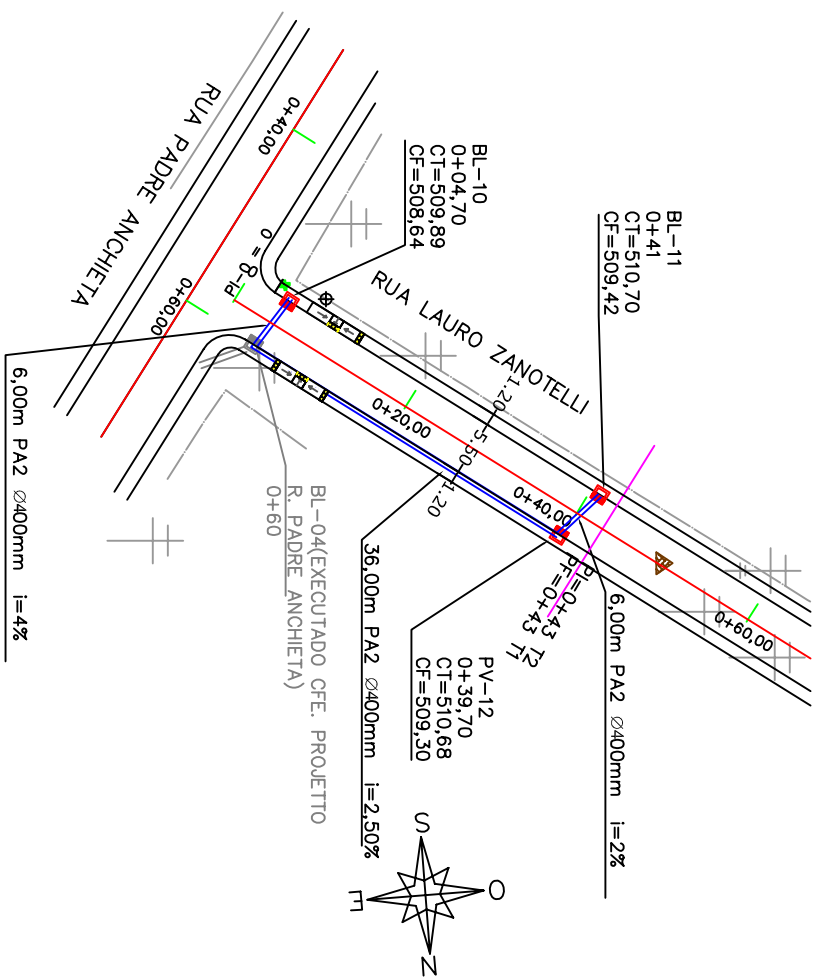 BL-11
0+41
CT=510,70
CF=509,42
BL-10
0+04,70
CT=509,89
CF=508,64
RUA LAURO ZANOTELLI
RUA PADRE ANCHIETA
0+40,00
0+60,00
PI-0
0 = 0
0+20,00
0+40,00
0+60,00
1.20
5.60
1.20
PI=0+43 T2
PF=0+43 T1
6,00m PA2 Ø400mm i=2%
PV-12
0+39,70
CT=510,68
CF=509,30
36,00m PA2 Ø400mm i=2,50%
BL-04(EXECUTADO CFE. PROJETTO
R. PADRE ANCHIETA)
0+60
6,00m PA2 Ø400mm i=4%
S
O
E
N